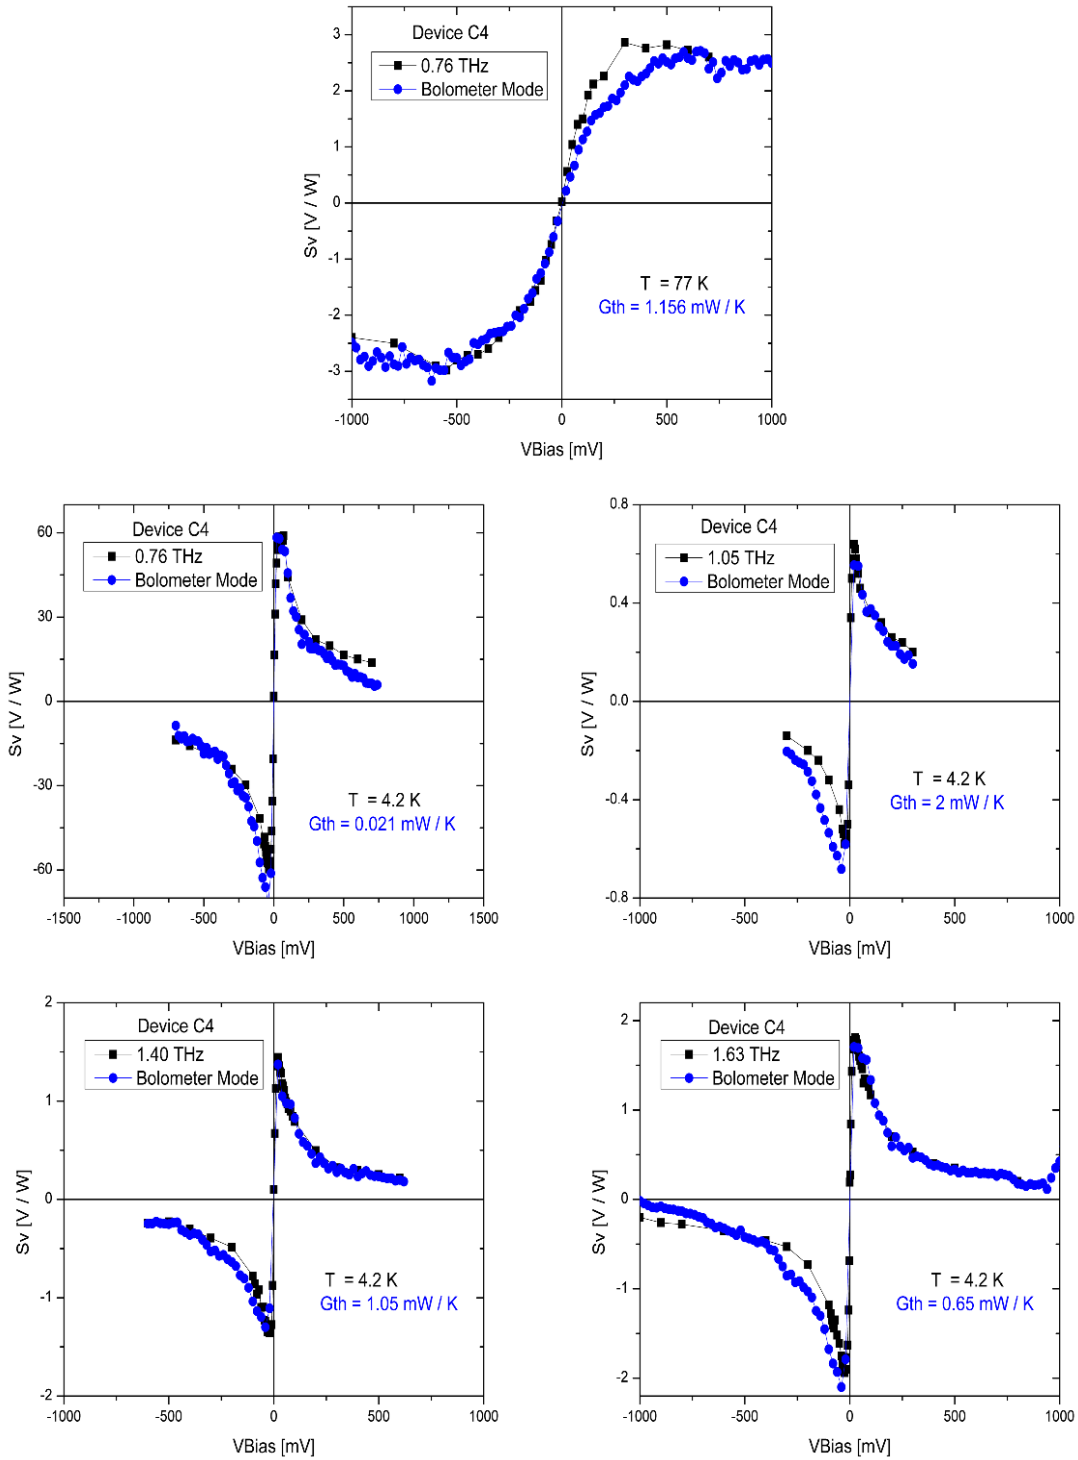 Device C4
0.76 THz
Bolometer Mode
3
2
1
0
-1
-2
-3
Sv [V / W]
T = 77 K
Gth = 1.156 mW / K
-1000 -500 0 500 1000
VBias [mV]
Device C4
0.76 THz
Bolometer Mode
60
30
0
-30
-60
Sv [V / W]
T = 4.2 K
Gth = 0.021 mW / K
-1500 -1000 -500 0 500 1000 1500
VBias [mV]
Device C4
1.05 THz
Bolometer Mode
0.8
0.4
0.0
-0.4
-0.8
Sv [V / W]
T = 4.2 K
Gth = 2 mW / K
-1000 -500 0 500 1000
VBias [mV]
Device C4
1.40 THz
Bolometer Mode
2
1
0
-1
-2
Sv [V / W]
T = 4.2 K
Gth = 1.05 mW / K
-1000 -500 0 500 1000
VBias [mV]
Device C4
1.63 THz
Bolometer Mode
2
1
0
-1
-2
Sv [V / W]
T = 4.2 K
Gth = 0.65 mW / K
-1000 -500 0 500 1000
VBias [mV]